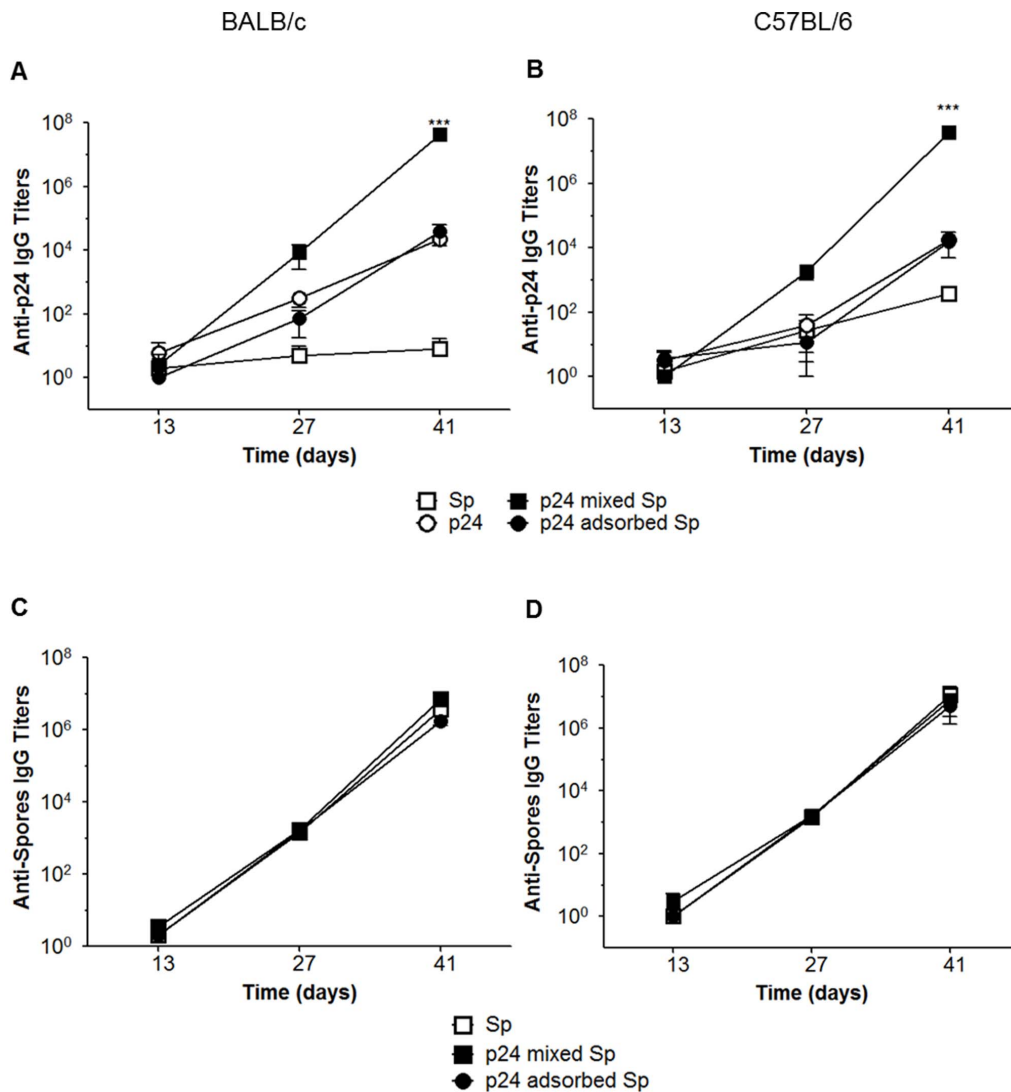 BALB/c
C57BL/6
A
B
Anti-p24 IgG Titers
10⁸
10⁶
10⁴
10²
10⁰
***
13
27
41
Time (days)
Anti-p24 IgG Titers
10⁸
10⁶
10⁴
10²
10⁰
***
13
27
41
Time (days)
Sp
p24 mixed Sp
p24
p24 adsorbed Sp
C
D
Anti-Spores IgG Titers
10⁸
10⁶
10⁴
10²
10⁰
13
27
41
Time (days)
Anti-Spores IgG Titers
10⁸
10⁶
10⁴
10²
10⁰
13
27
41
Time (days)
Sp
p24 mixed Sp
p24 adsorbed Sp